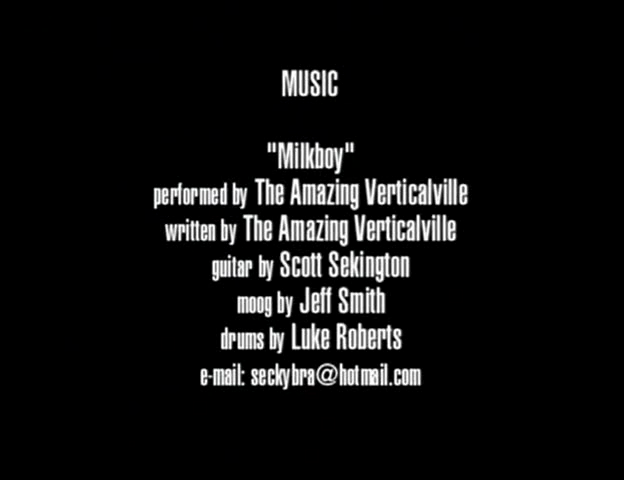 MUSIC
"Milkboy"
performed by The Amazing Verticalville
written by The Amazing Verticalville
guitar by Scott Sekington
moog by Jeff Smith
drums by Luke Roberts
e-mail: seckybra@hotmail.com